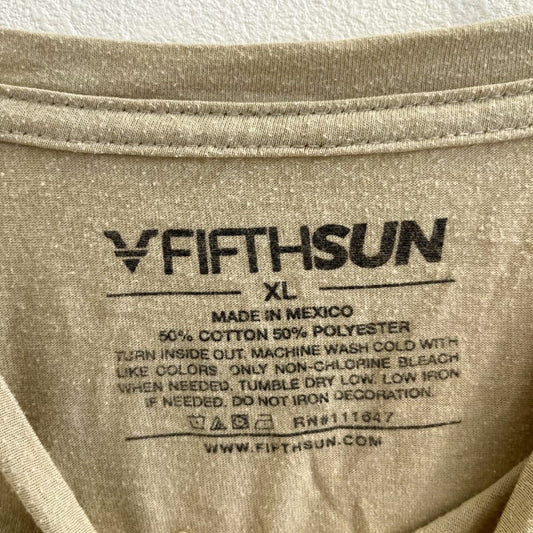 FIFTHSUN
XL
MADE IN MEXICO
50% COTTON 50% POLYESTER
TURN INSIDE OUT. MACHINE WASH COLD WITH
LIKE COLORS. ONLY NON-CHLORINE BLEACH
WHEN NEEDED. TUMBLE DRY LOW. LOW IRON
IF NEEDED. DO NOT IRON DECORATION.
RN#111647
WWW.FIFTHSUN.COM